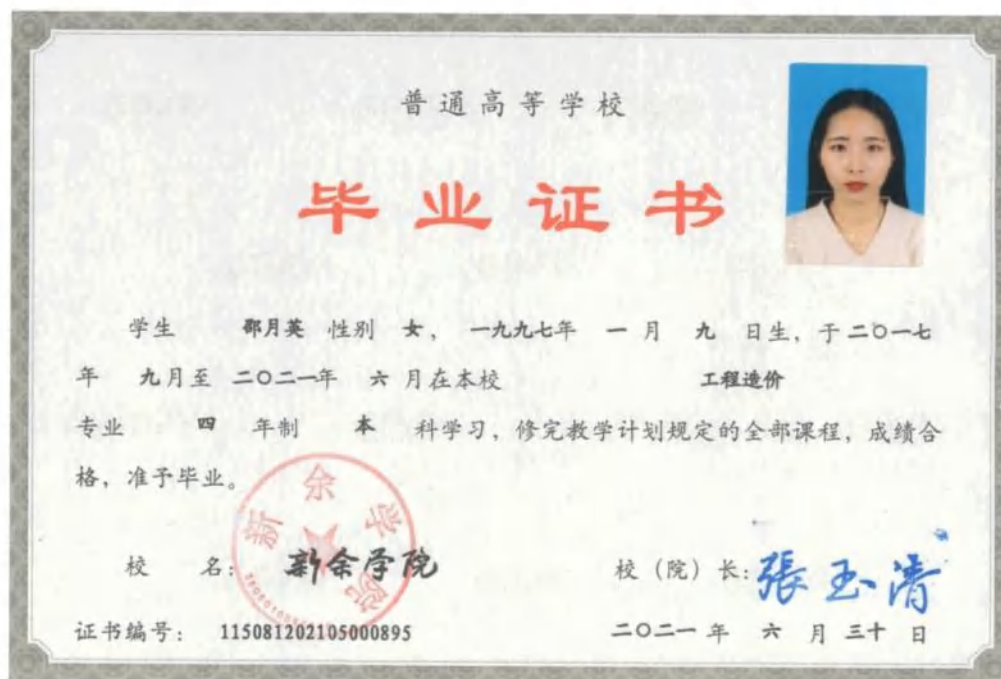 普通高等学校
毕业证书
学生 邵月英 性别 女， 一九九七年 一 月 九 日生，于二〇一七
年 九月至 二〇二一年 六 月在本校 工程造价
专业 四 年制 本 科学习，修完教学计划规定的全部课程，成绩合
格，准予毕业。
新余学院
校 名： 新余学院 校（院）长：張玉清
证书编号： 115081202105000895 二〇二一 年 六 月 三十 日